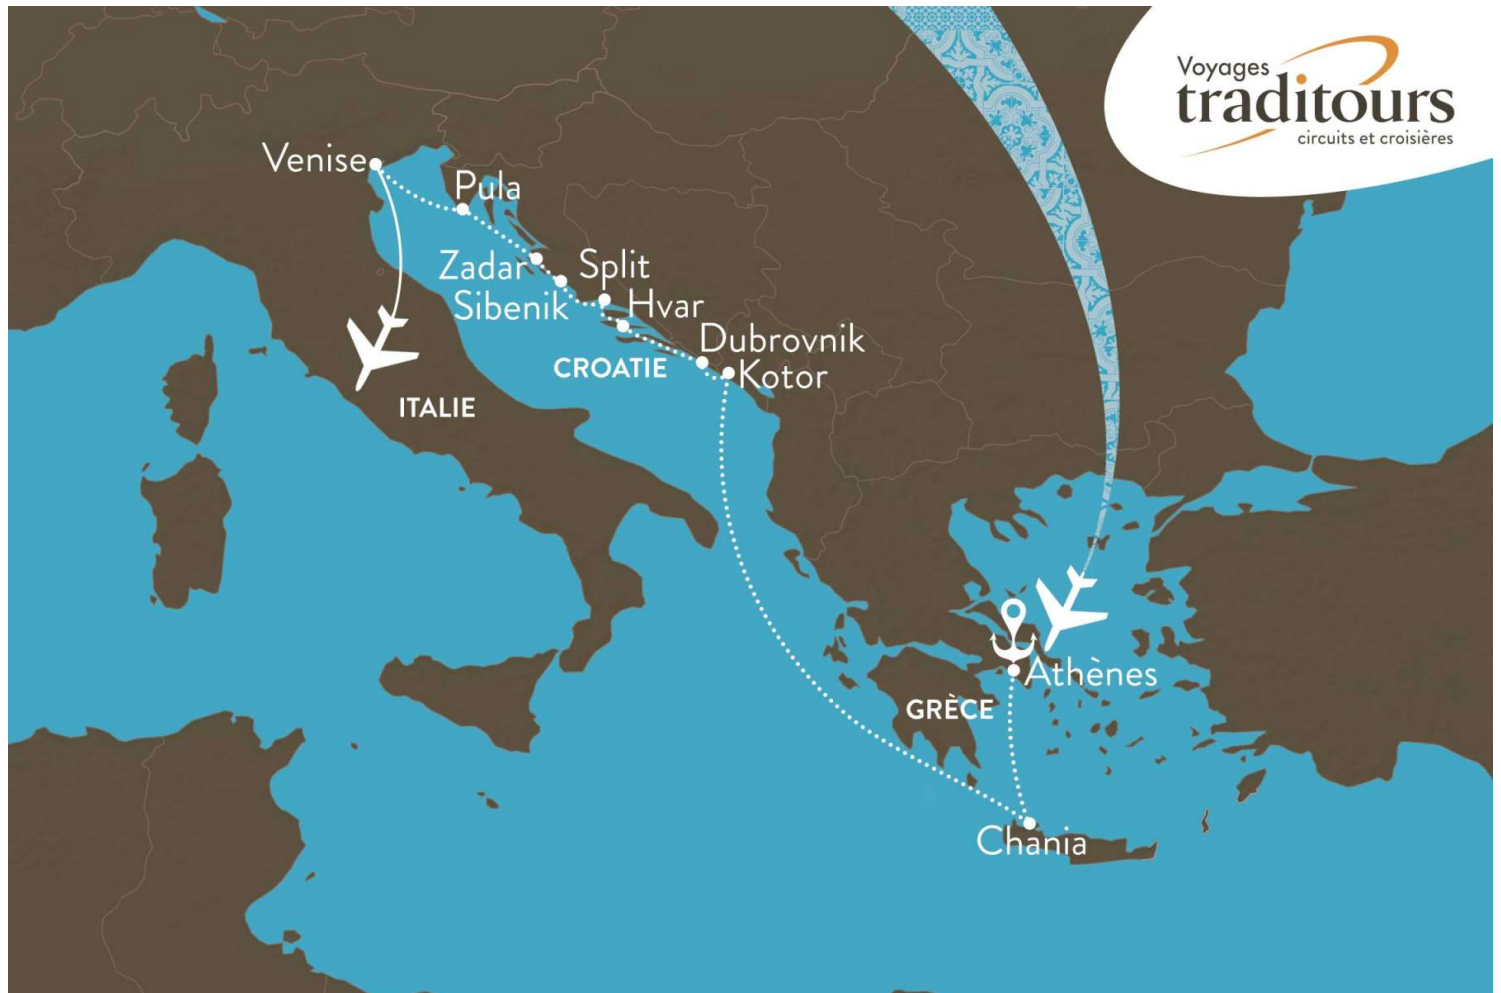 Voyages
traditours
circuits et croisières
Venise
Pula
Zadar
Split
Sibenik
Hvar
Dubrovnik
CROATIE
Kotor
ITALIE
Athènes
GRÈCE
Chania